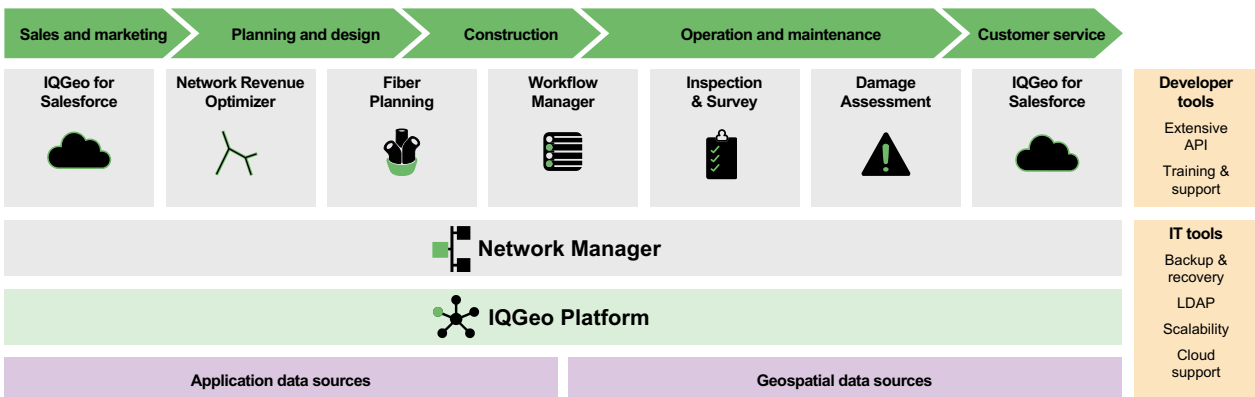 Sales and marketing
Planning and design
Construction
Operation and maintenance
Customer service
IQGeo for
Salesforce
Network Revenue
Optimizer
Fiber
Planning
Workflow
Manager
Inspection
& Survey
Damage
Assessment
IQGeo for
Salesforce
Developer
tools
Extensive
API
Training &
support
Network Manager
IQGeo Platform
Application data sources
Geospatial data sources
IT tools
Backup &
recovery
LDAP
Scalability
Cloud
support